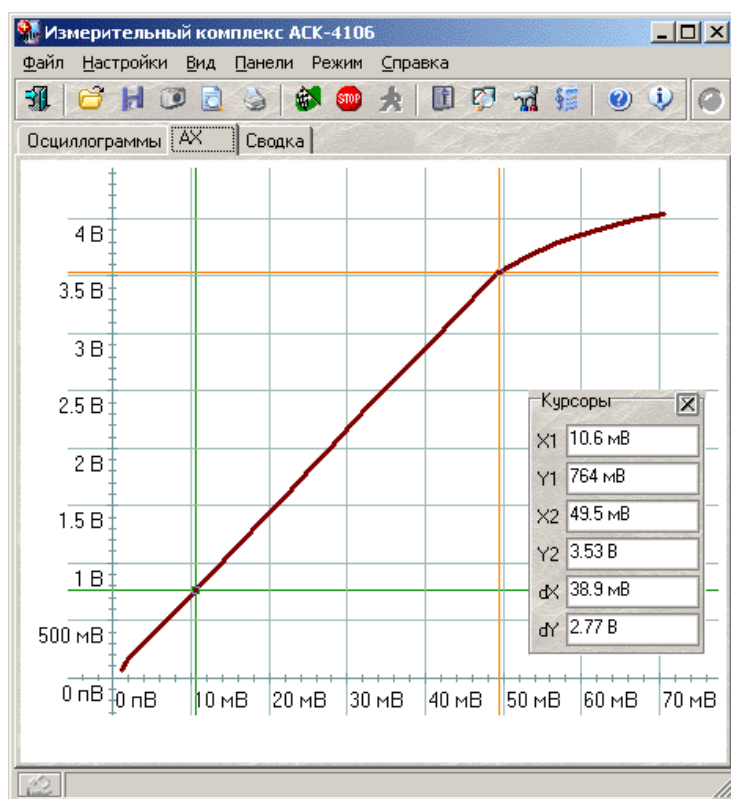 Измерительный комплекс АСК-4106
Файл Настройки Вид Панели Режим Справка
STOP
Осциллограммы АХ Сводка
4 В
3.5 В
3 В
2.5 В
2 В
1.5 В
1 В
500 мВ
0 пВ
0 пВ 10 мВ 20 мВ 30 мВ 40 мВ 50 мВ 60 мВ 70 мВ
Курсоры
X1 10.6 мВ
Y1 764 мВ
X2 49.5 мВ
Y2 3.53 В
dX 38.9 мВ
dY 2.77 В